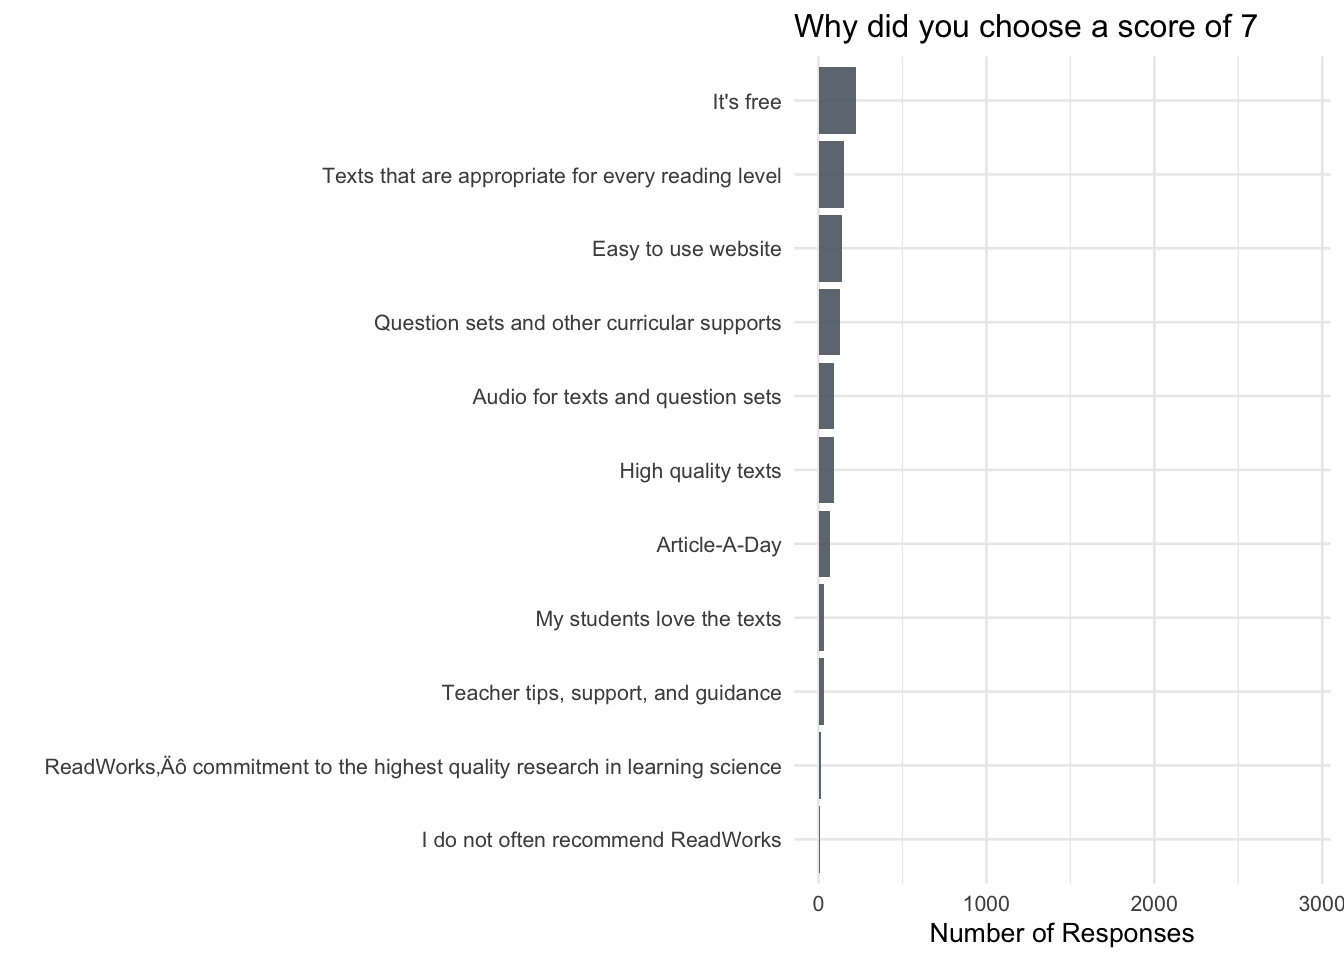 Why did you choose a score of 7
It's free
Texts that are appropriate for every reading level
Easy to use website
Question sets and other curricular supports
Audio for texts and question sets
High quality texts
Article-A-Day
My students love the texts
Teacher tips, support, and guidance
ReadWorks‚Äô commitment to the highest quality research in learning science
I do not often recommend ReadWorks
0 1000 2000 3000
Number of Responses